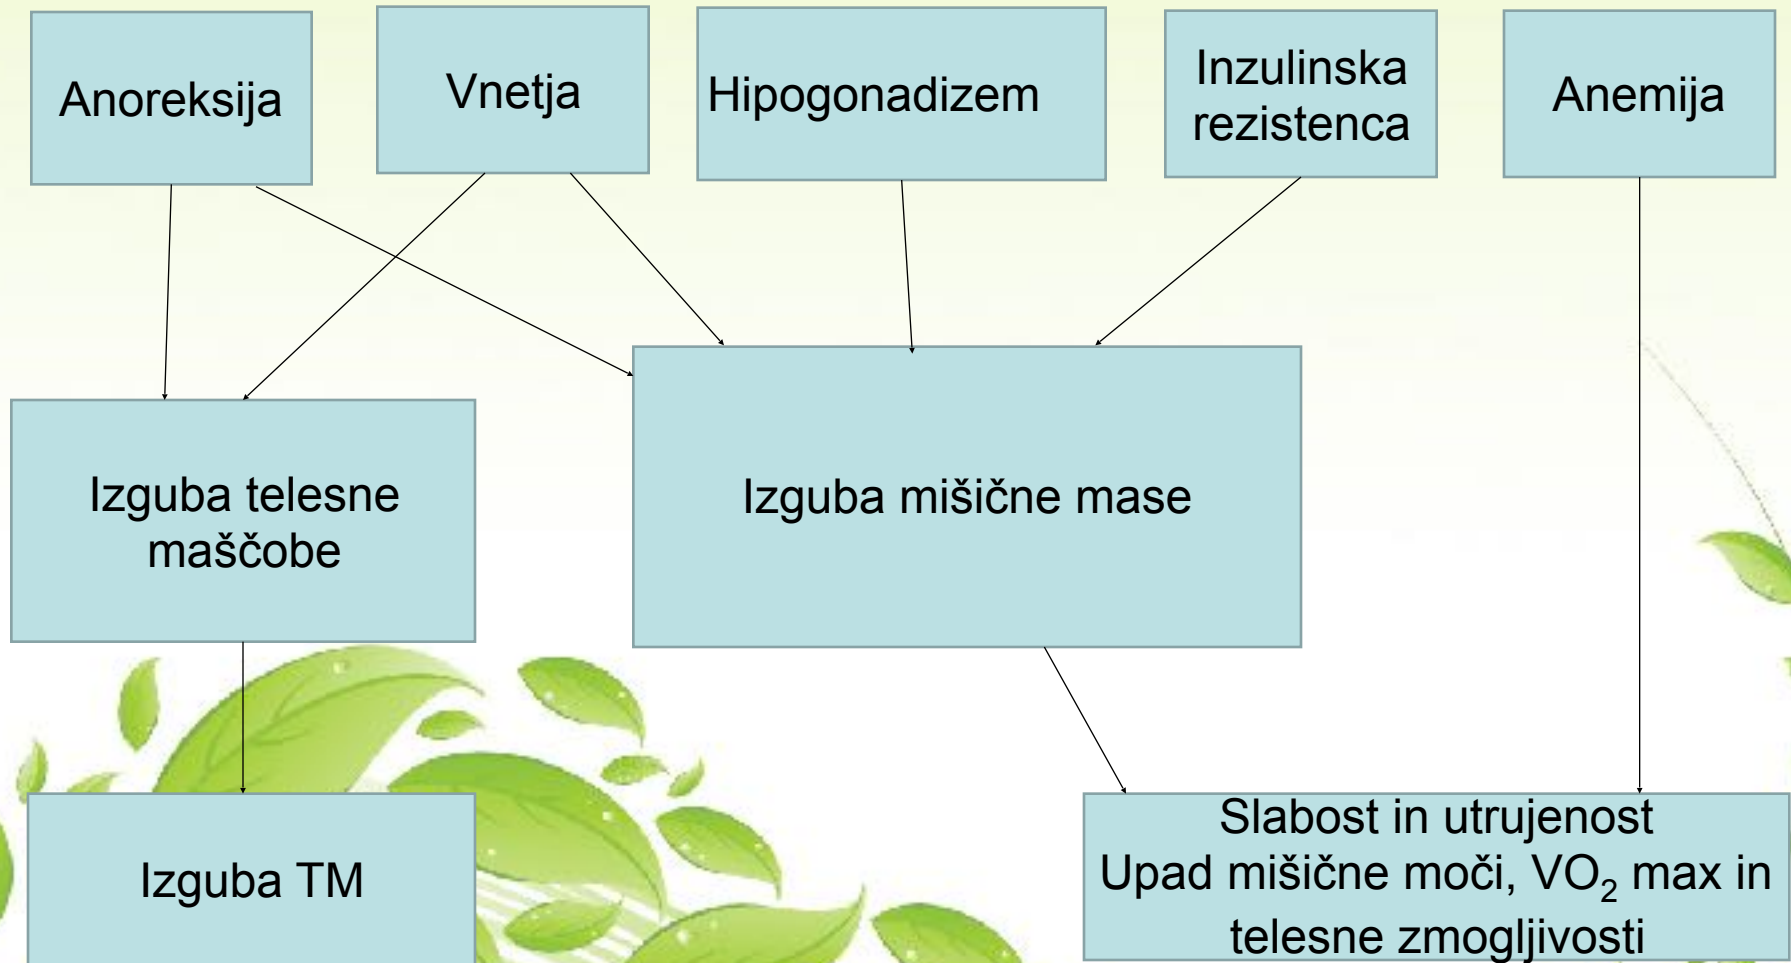 Anoreksija
Vnetja
Hipogonadizem
Inzulinska
rezistenca
Anemija
Izguba telesne
maščobe
Izguba mišične mase
Izguba TM
Slabost in utrujenost
Upad mišične moči, VO₂ max in
telesne zmogljivosti